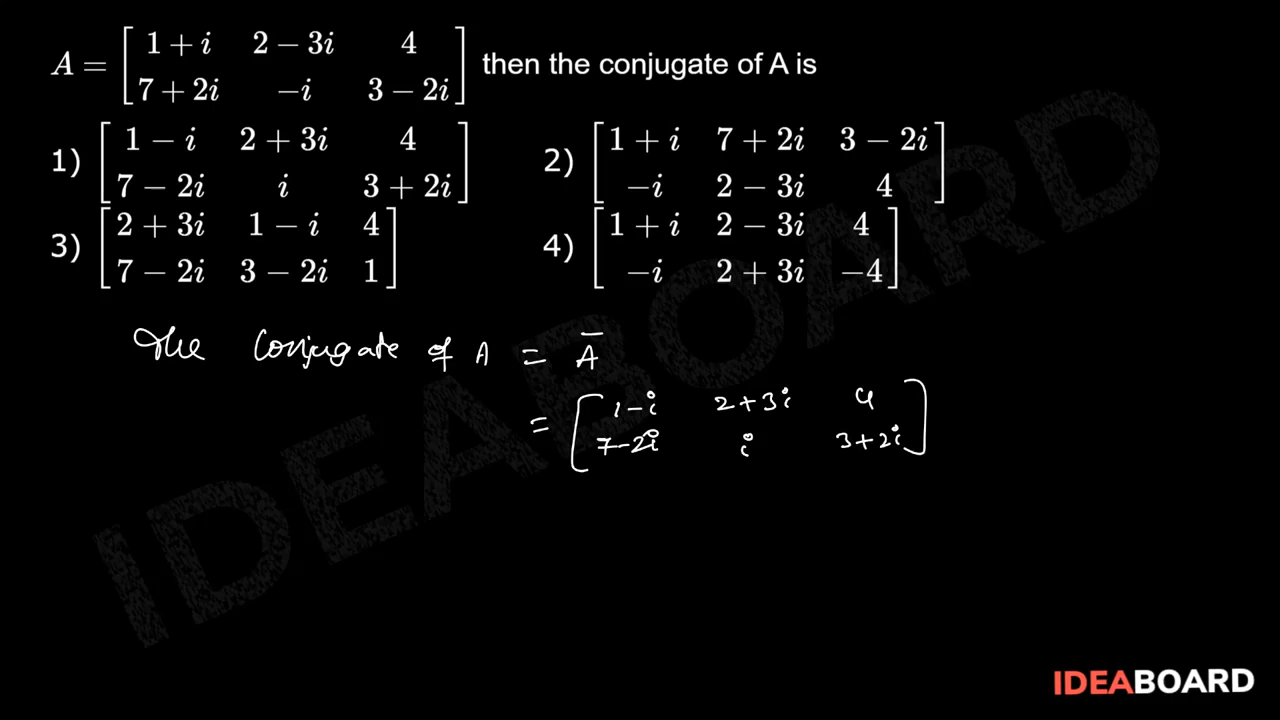 A = [1 + i 2 − 3i 4
7 + 2i −i 3 − 2i] then the conjugate of A is
1) [1 − i 2 + 3i 4
7 − 2i i 3 + 2i]
2) [1 + i 7 + 2i 3 − 2i
−i 2 − 3i 4]
3) [2 + 3i 1 − i 4
7 − 2i 3 − 2i 1]
4) [1 + i 2 − 3i 4
−i 2 + 3i −4]
The Conjugate of A = A̅
= [1−i 2+3i 4
7−2i i 3+2i]
IDEABOARD
IDEABOARD